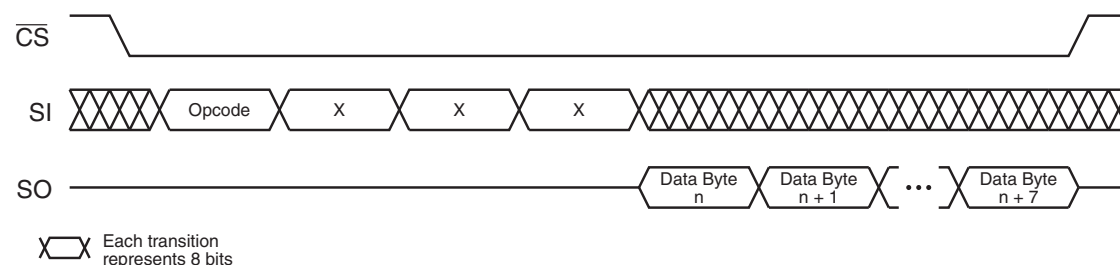 CS
SI
Opcode
X
X
X
SO
Data Byte
n
Data Byte
n + 1
•••
Data Byte
n + 7
Each transition
represents 8 bits